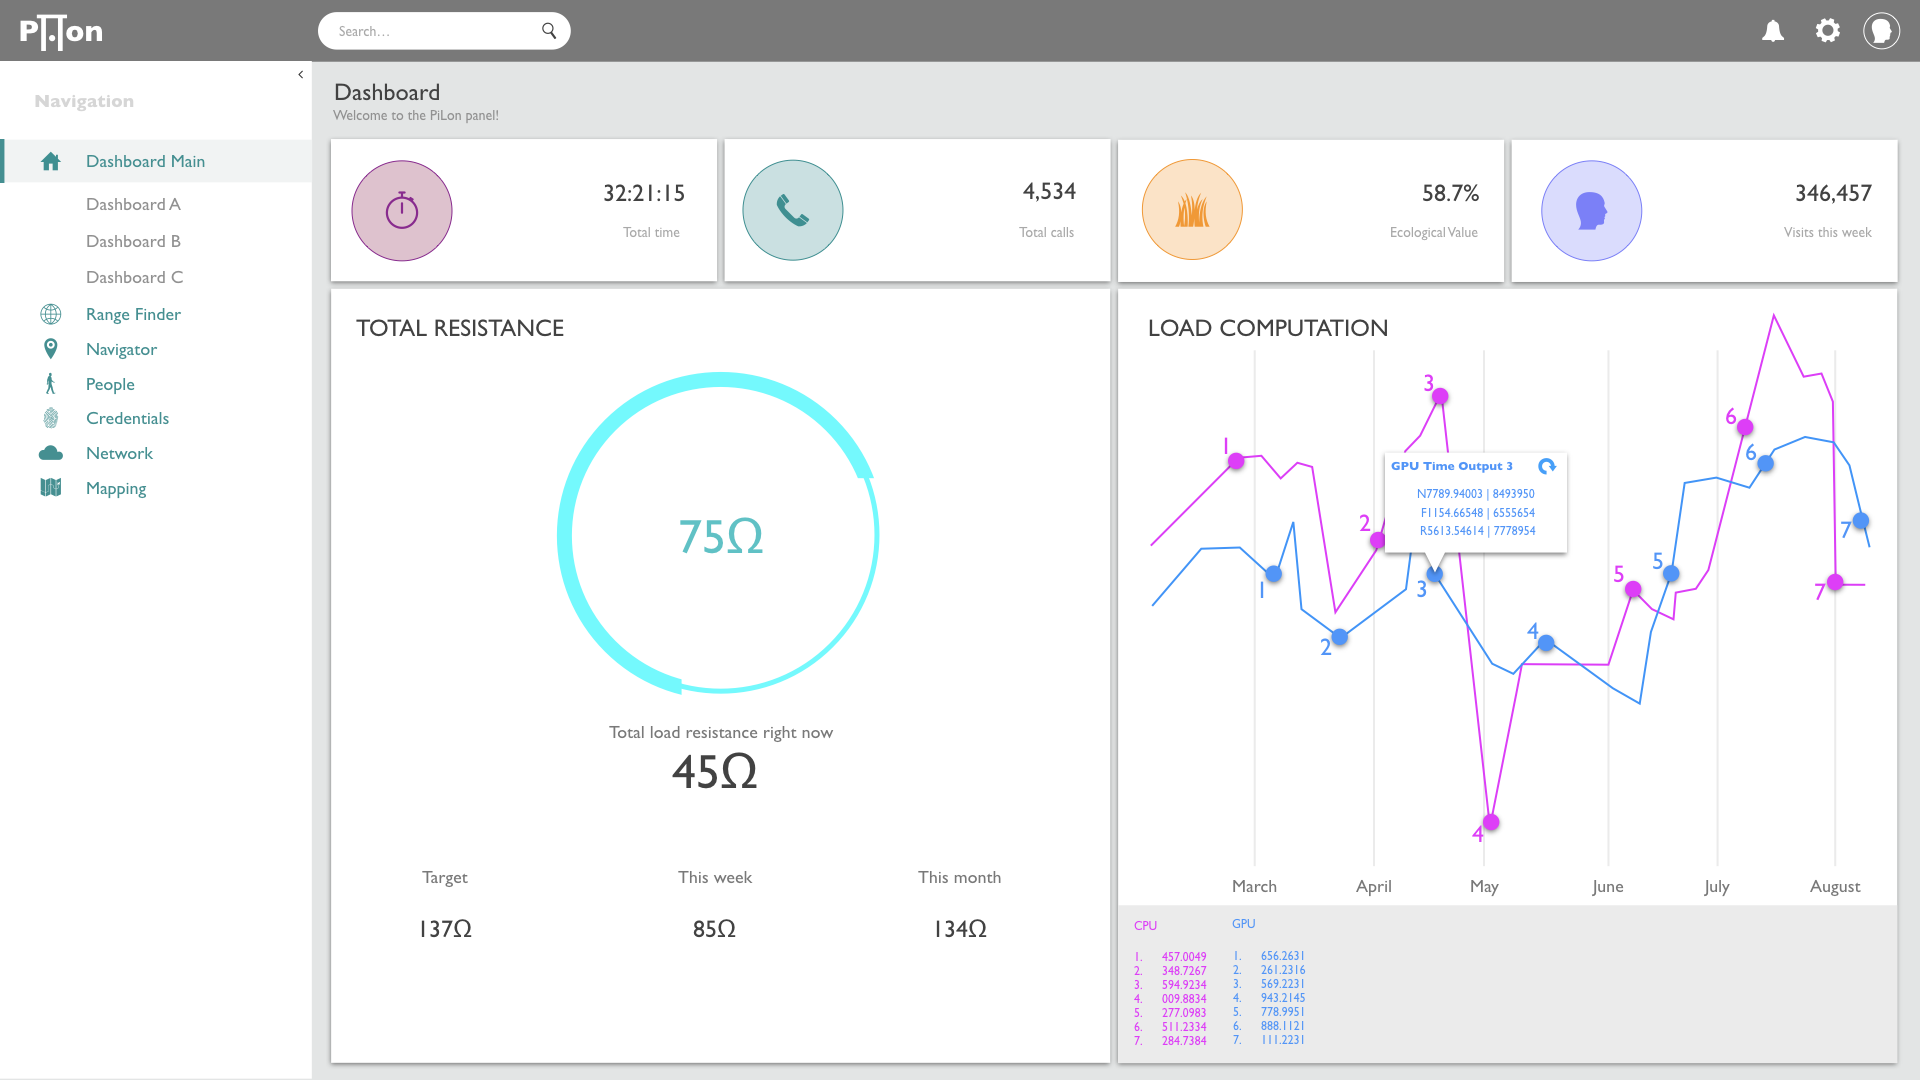 PiLon
Search...
Navigation
Dashboard Main
Dashboard A
Dashboard B
Dashboard C
Range Finder
Navigator
People
Credentials
Network
Mapping
Dashboard
Welcome to the PiLon panel!
32:21:15
Total time
4,534
Total calls
58.7%
Ecological Value
346,457
Visits this week
TOTAL RESISTANCE
75Ω
Total load resistance right now
45Ω
Target
This week
This month
137Ω
85Ω
134Ω
LOAD COMPUTATION
1
2
3
4
5
6
7
1
2
3
4
5
6
7
GPU Time Output 3
N7789.94003 | 8493950
F1154.66548 | 6555654
R5613.54614 | 7778954
March
April
May
June
July
August
CPU
1. 457.0049
2. 348.7267
3. 594.9234
4. 009.8834
5. 277.0983
6. 511.2334
7. 284.7384
GPU
1. 656.2631
2. 261.2316
3. 569.2231
4. 943.2145
5. 778.9951
6. 888.1121
7. 111.2231